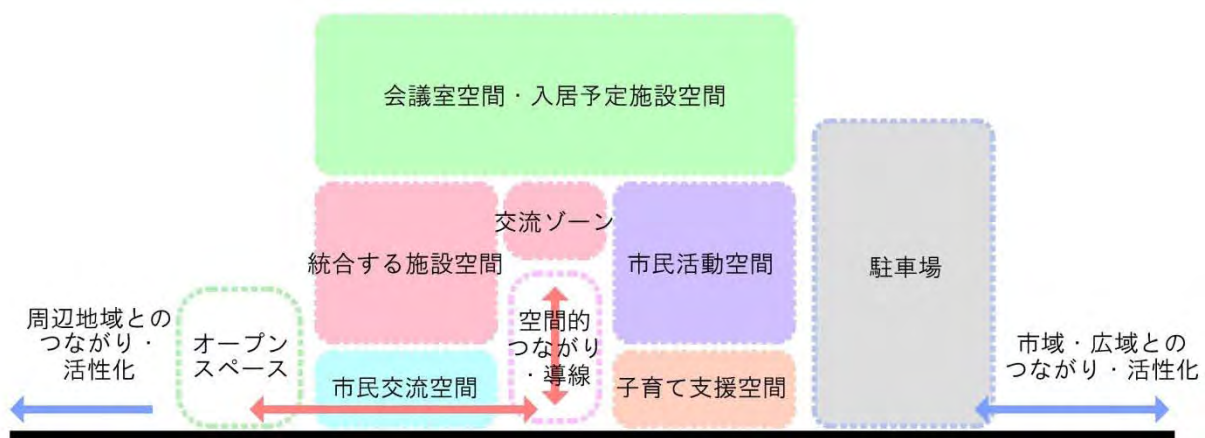 会議室空間・入居予定施設空間
統合する施設空間
交流ゾーン
市民活動空間
駐車場
周辺地域との
つながり・
活性化
オープン
スペース
市民交流空間
空間的
つながり
・導線
子育て支援空間
市域・広域との
つながり・活性化